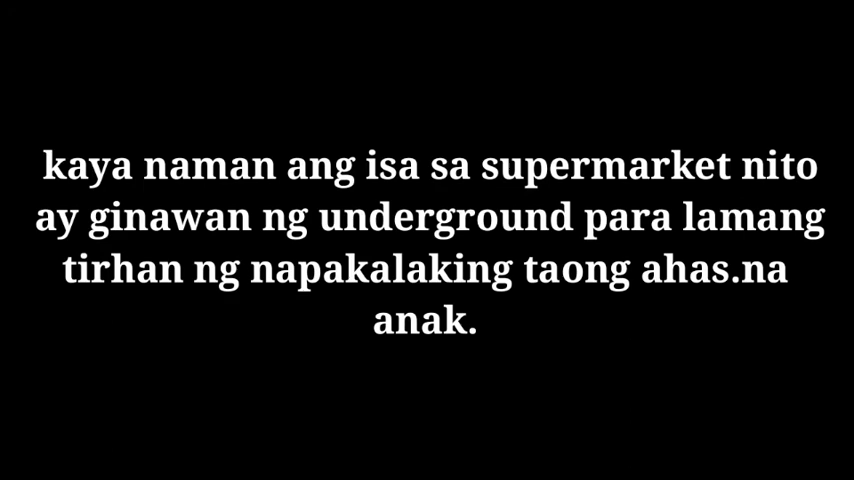 kaya naman ang isa sa supermarket nito
ay ginawan ng underground para lamang
tirhan ng napakalaking taong ahas.na
anak.